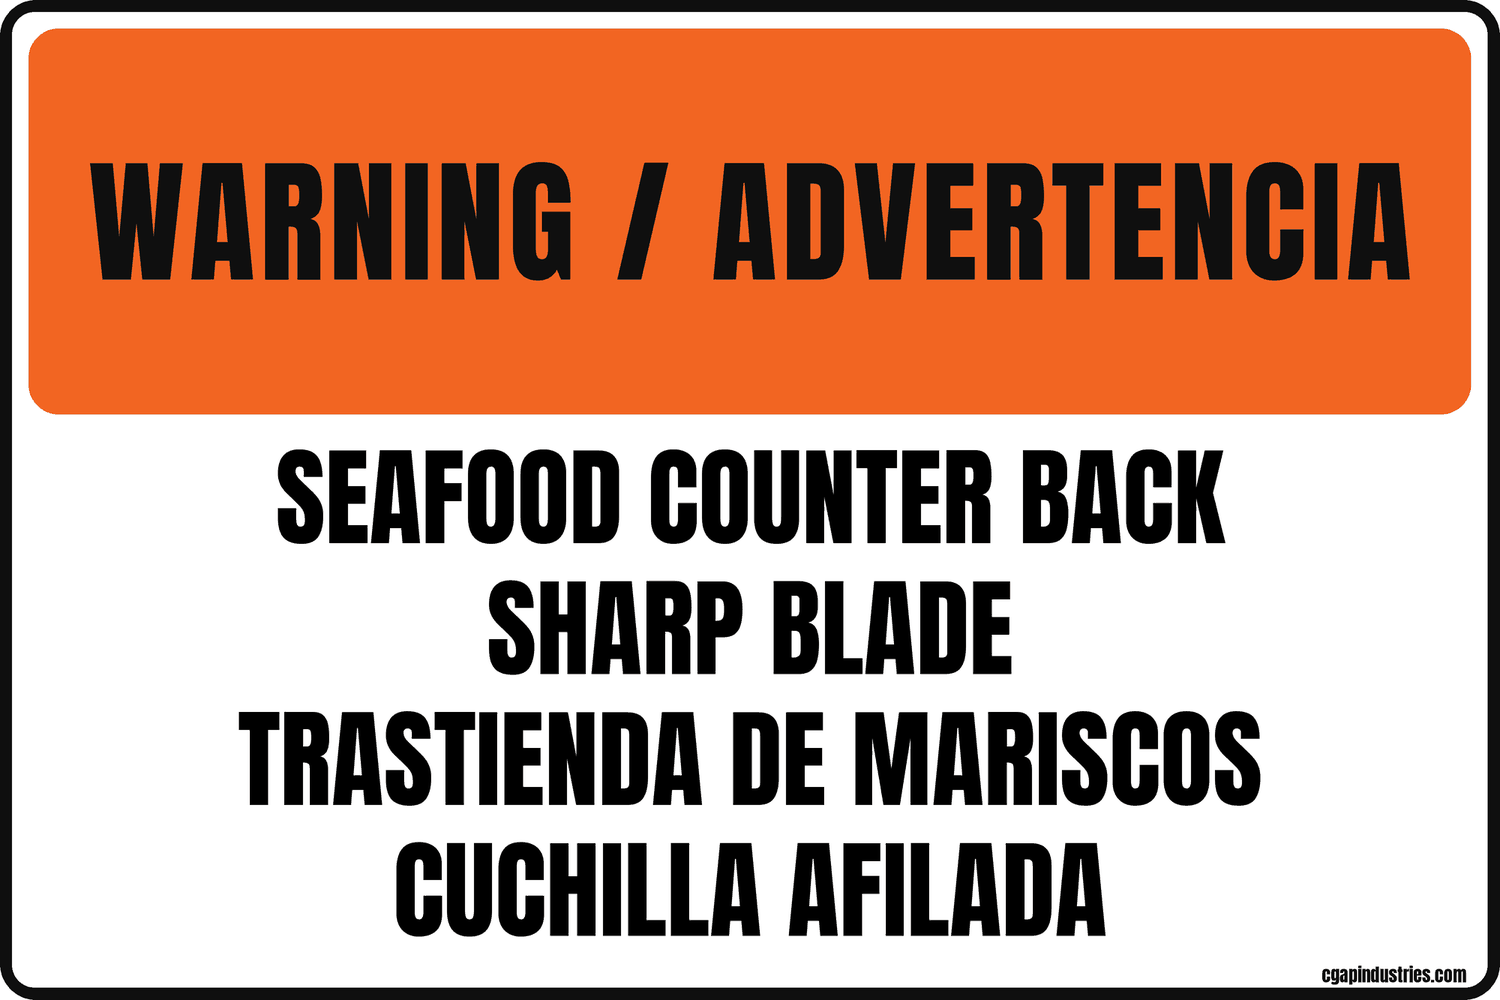 WARNING / ADVERTENCIA
SEAFOOD COUNTER BACK
SHARP BLADE
TRASTIENDA DE MARISCOS
CUCHILLA AFILADA
cgapindustries.com